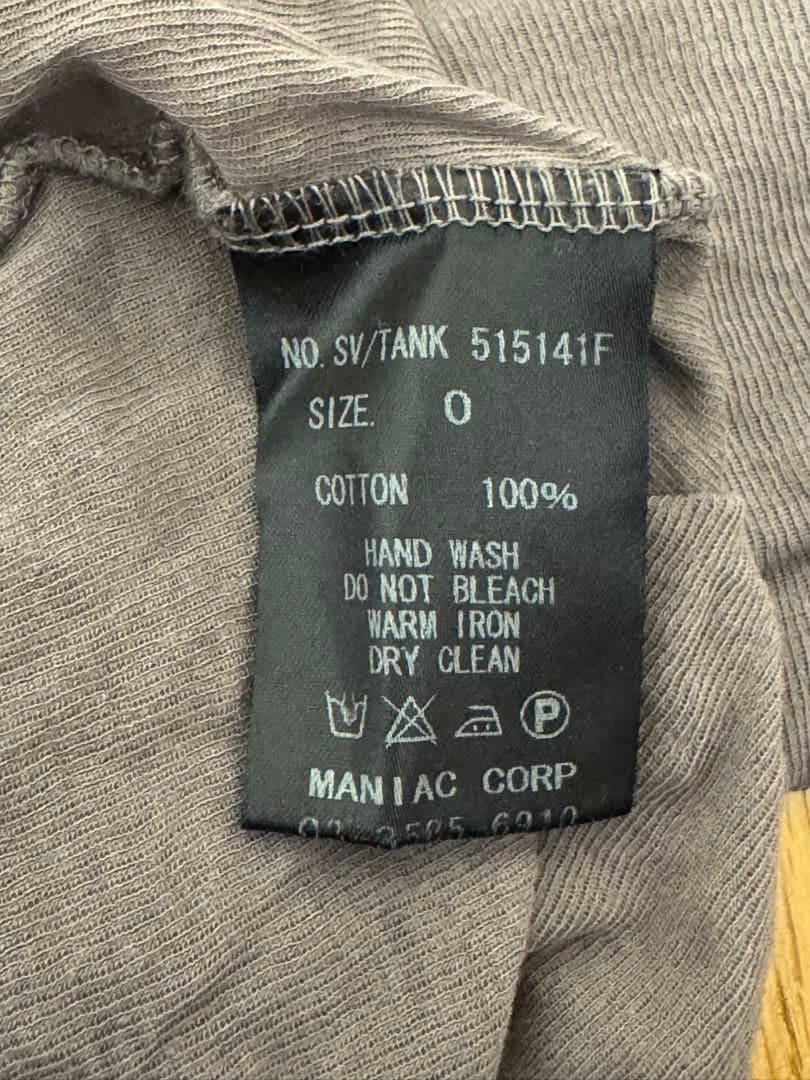 NO. SV/TANK 515141F
SIZE. 0
COTTON 100%
HAND WASH
DO NOT BLEACH
WARM IRON
DRY CLEAN
P
MANIAC CORP